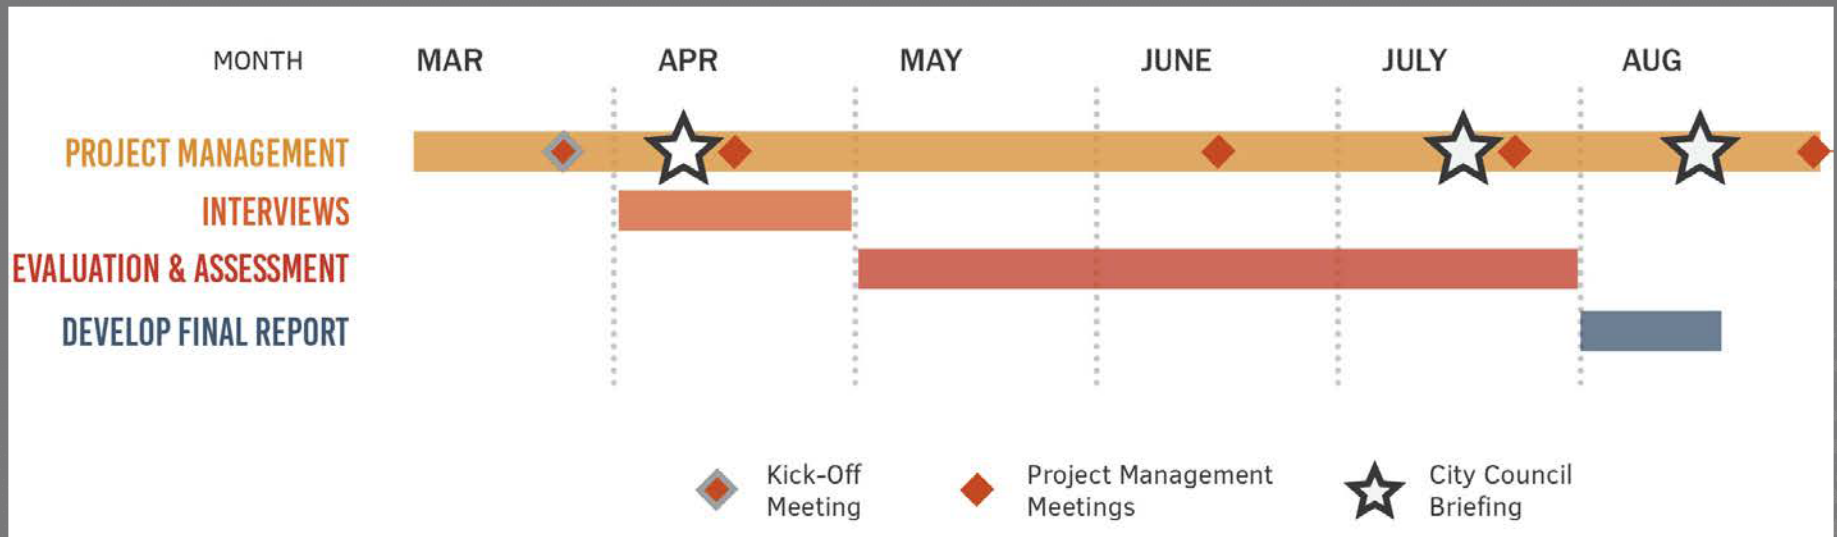 MONTH MAR APR MAY JUNE JULY AUG
PROJECT MANAGEMENT
INTERVIEWS
EVALUATION & ASSESSMENT
DEVELOP FINAL REPORT
Kick-Off
Meeting
Project Management
Meetings
City Council
Briefing